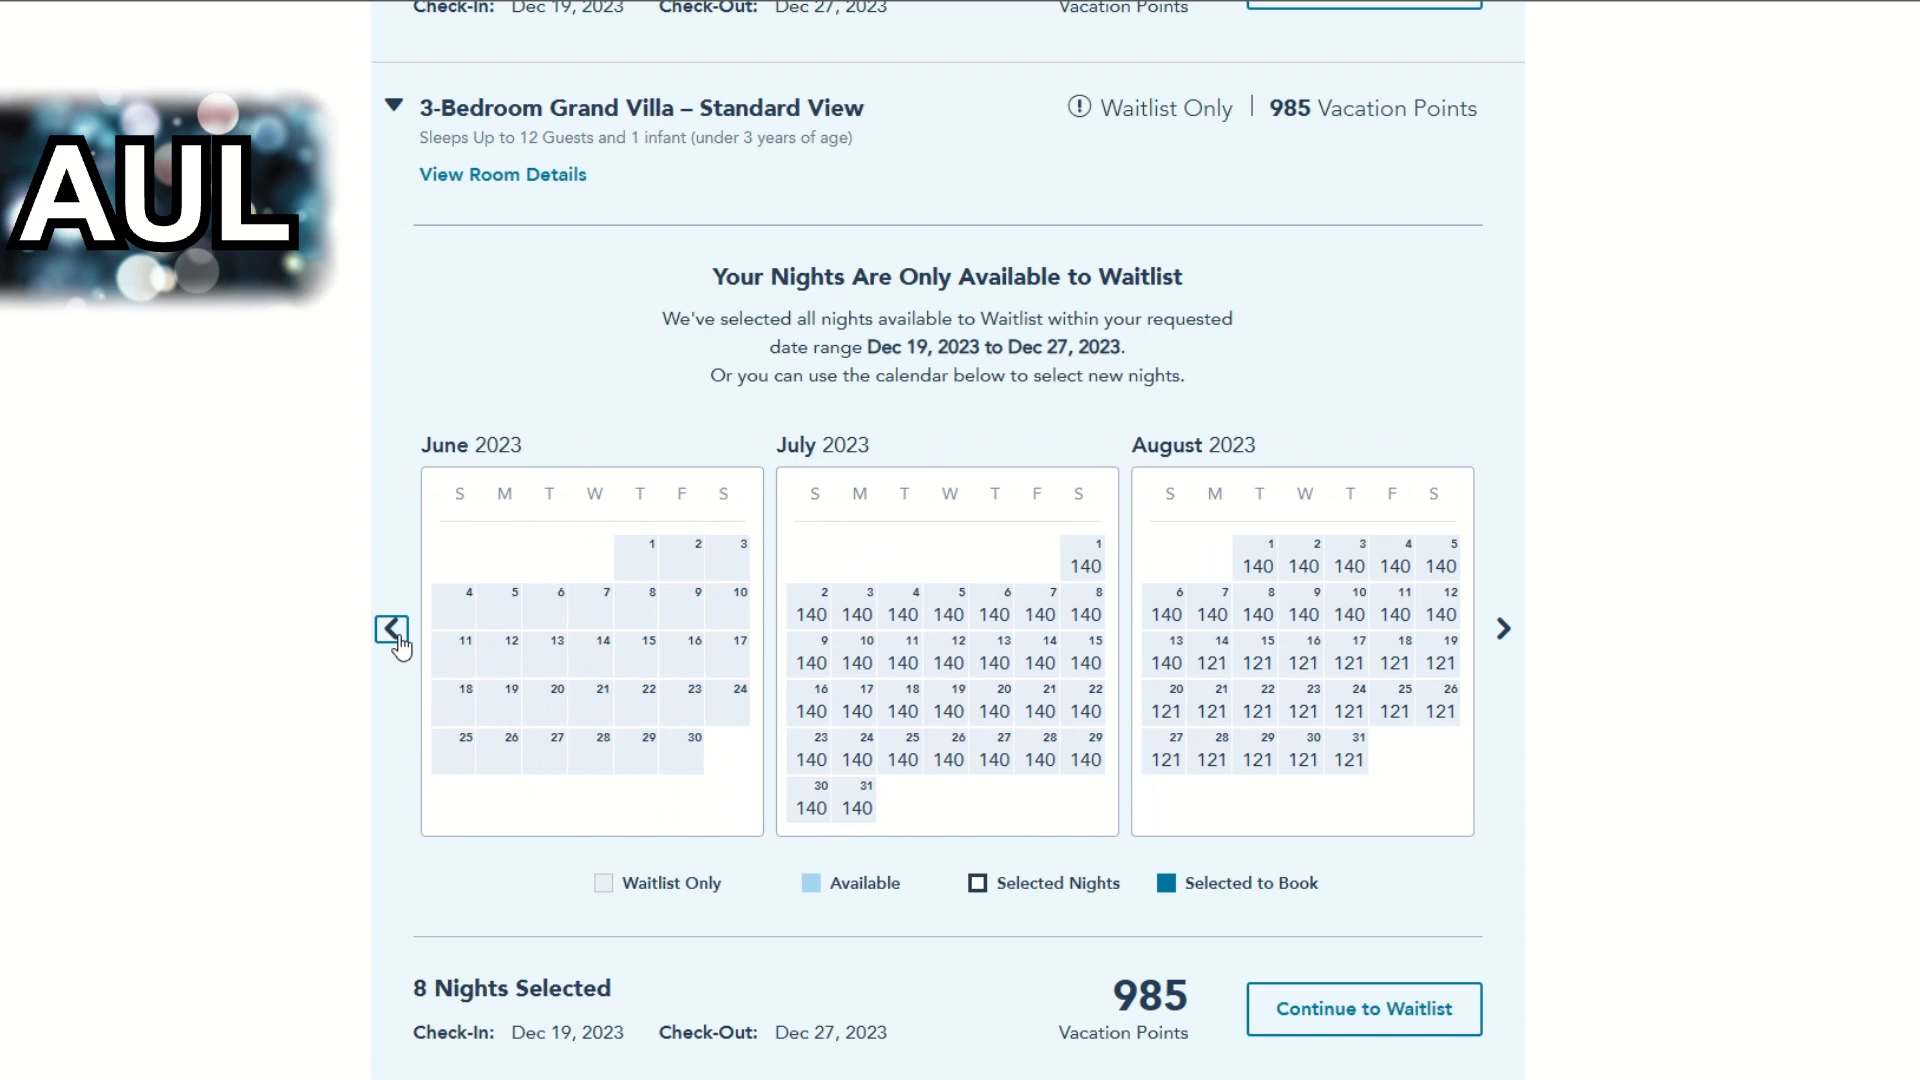 Check-In: Dec 19, 2023 Check-Out: Dec 27, 2023 Vacation Points
AUL
3-Bedroom Grand Villa – Standard View
Waitlist Only | 985 Vacation Points
Sleeps Up to 12 Guests and 1 infant (under 3 years of age)
View Room Details
Your Nights Are Only Available to Waitlist
We've selected all nights available to Waitlist within your requested
date range Dec 19, 2023 to Dec 27, 2023.
Or you can use the calendar below to select new nights.
June 2023
S M T W T F S
1 2 3
4 5 6 7 8 9 10
11 12 13 14 15 16 17
18 19 20 21 22 23 24
25 26 27 28 29 30
July 2023
S M T W T F S
1
140
2 3 4 5 6 7 8
140 140 140 140 140 140 140
9 10 11 12 13 14 15
140 140 140 140 140 140 140
16 17 18 19 20 21 22
140 140 140 140 140 140 140
23 24 25 26 27 28 29
140 140 140 140 140 140 140
30 31
140 140
August 2023
S M T W T F S
1 2 3 4 5
140 140 140 140 140
6 7 8 9 10 11 12
140 140 140 140 140 140 140
13 14 15 16 17 18 19
140 121 121 121 121 121 121
20 21 22 23 24 25 26
121 121 121 121 121 121 121
27 28 29 30 31
121 121 121 121 121
Waitlist Only Available Selected Nights Selected to Book
8 Nights Selected
Check-In: Dec 19, 2023 Check-Out: Dec 27, 2023
985
Vacation Points
Continue to Waitlist